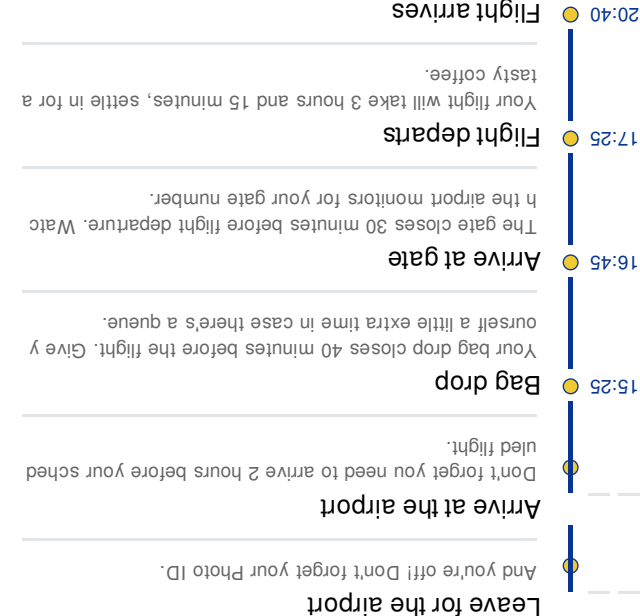 Leave for the airport
And you're off! Don't forget your Photo ID.
Arrive at the airport
Don't forget you need to arrive 2 hours before your sched
uled flight.
15:25 Bag drop
Your bag drop closes 40 minutes before the flight. Give y
ourself a little extra time in case there's a queue.
16:45 Arrive at gate
The gate closes 30 minutes before flight departure. Watc
h the airport monitors for your gate number.
17:25 Flight departs
Your flight will take 3 hours and 15 minutes, settle in for a
tasty coffee.
20:40 Flight arrives